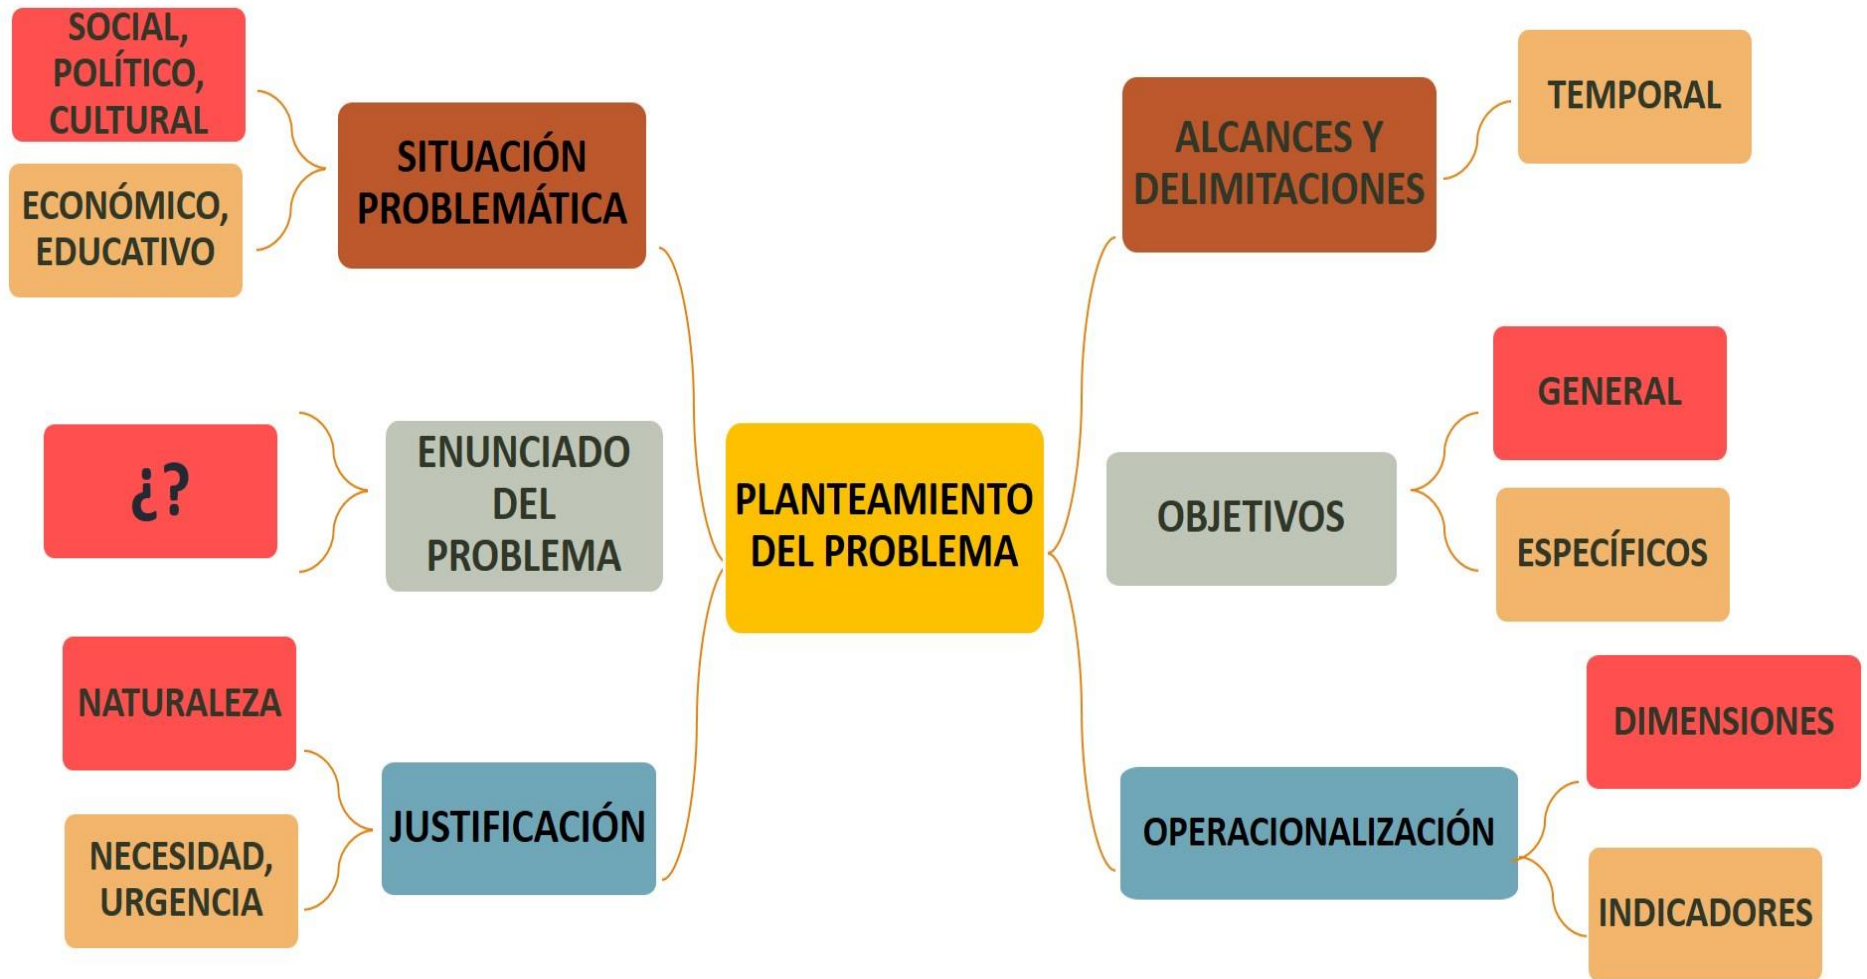 SOCIAL,
POLÍTICO,
CULTURAL
ECONÓMICO,
EDUCATIVO
SITUACIÓN
PROBLEMÁTICA
¿?
ENUNCIADO
DEL
PROBLEMA
NATURALEZA
NECESIDAD,
URGENCIA
JUSTIFICACIÓN
PLANTEAMIENTO
DEL PROBLEMA
ALCANCES Y
DELIMITACIONES
TEMPORAL
OBJETIVOS
GENERAL
ESPECÍFICOS
OPERACIONALIZACIÓN
DIMENSIONES
INDICADORES